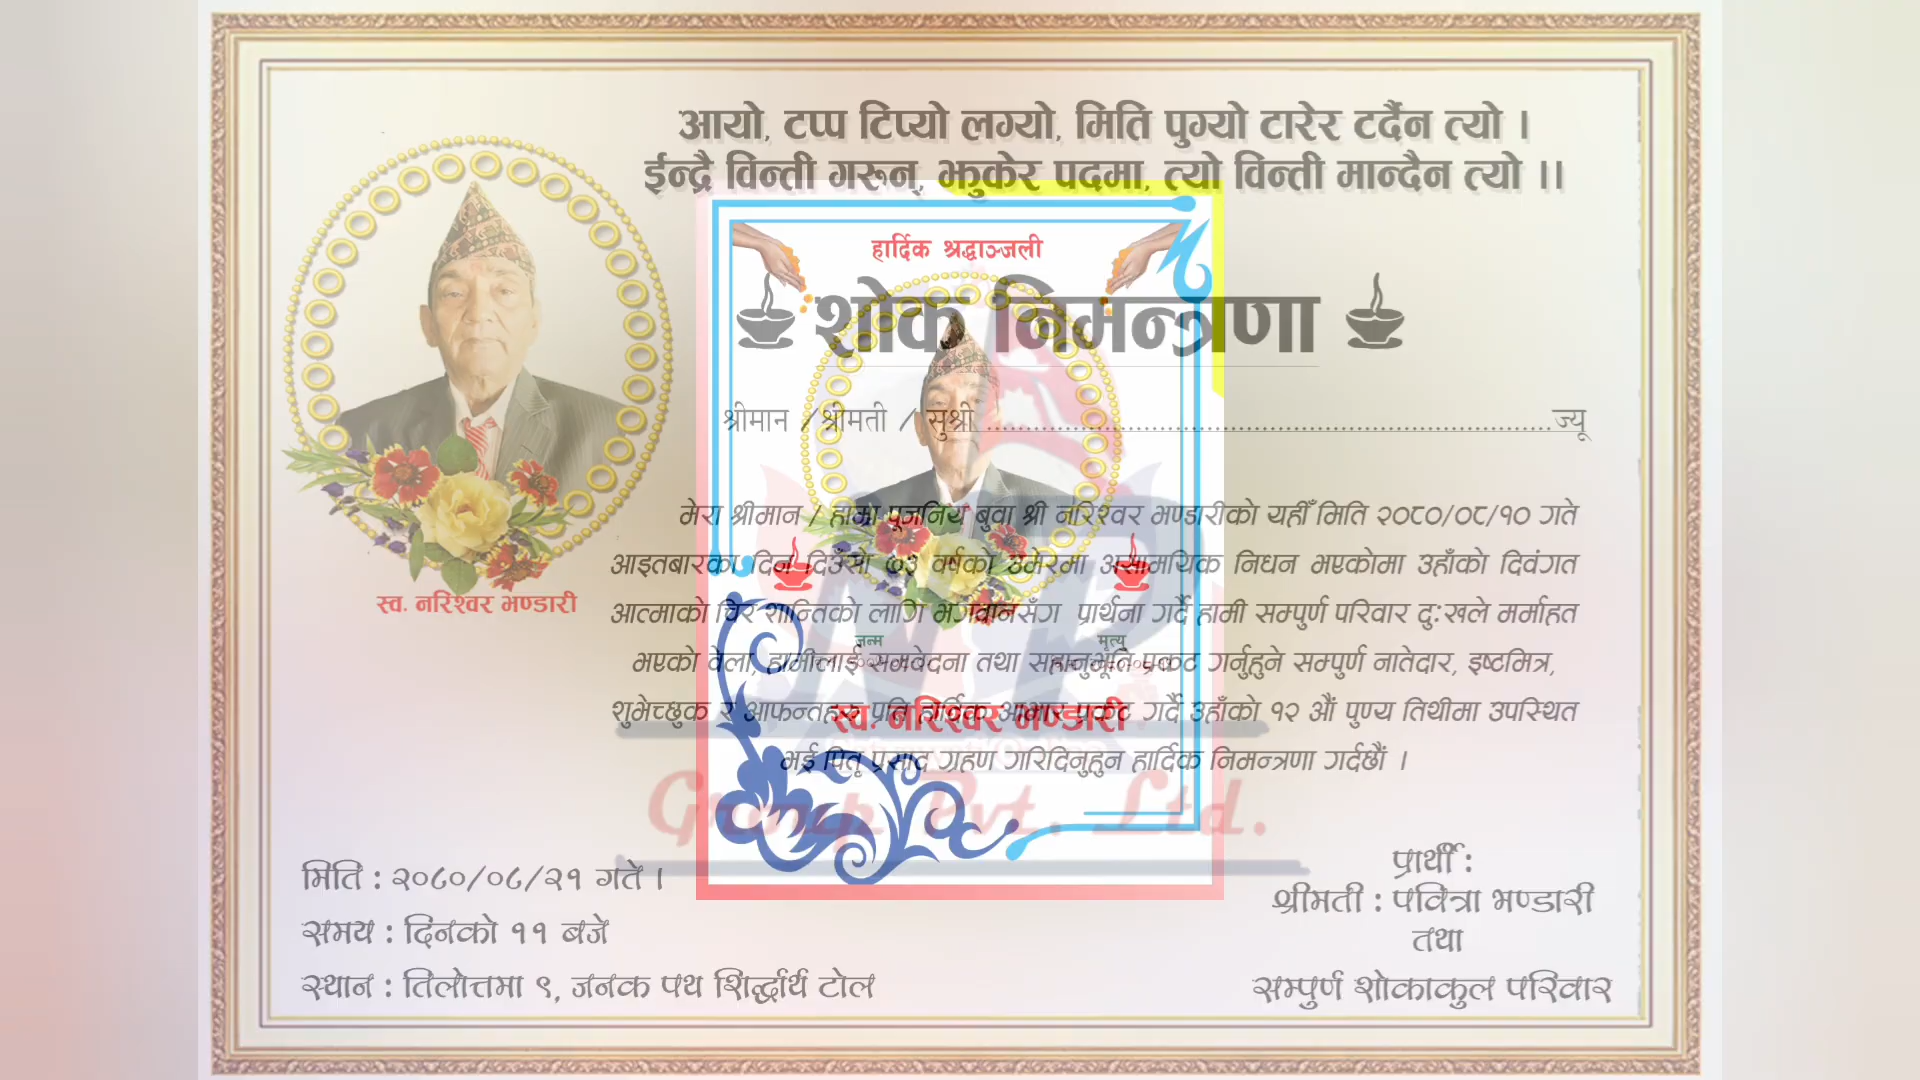 आयो, टप्प टिप्यो लग्यो, मिति पुग्यो टारेर टर्दैन त्यो ।
ईन्द्रै विन्ती गरून्, झुकेर पदमा, त्यो विन्ती मान्दैन त्यो ।।
हार्दिक श्रद्धाञ्जली
शोक निमन्त्रणा
श्रीमान /श्रीमती / सुश्री ............ज्यू
मेरा श्रीमान / हाम्रो पूजनिय बुवा श्री नरिश्वर भण्डारीको यहीँ मिति २०८०/०८/१० गते
आइतबारका दिन दिउँसो ७३ वर्षको उमेरमा असामयिक निधन भएकोमा उहाँको दिवंगत
आत्माको चिर शान्तिको लागि भगवानसँग प्रार्थना गर्दै हामी सम्पुर्ण परिवार दुःखले मर्माहत
भएको वेला, हामीलाई समवेदना तथा सहानुभूति प्रकट गर्नुहुने सम्पुर्ण नातेदार, इष्टमित्र,
शुभेच्छुक र आफन्तहरु प्रति हार्दिक आभार प्रकट गर्दै उहाँको १२ औं पुण्य तिथीमा उपस्थित
भई पितृ प्रसाद ग्रहण गरिदिनुहुन हार्दिक निमन्त्रणा गर्दछौं ।
स्व. नरिश्वर भण्डारी
जन्म
मृत्यु
स्व. नरिश्वर भण्डारी
NP
Group Pvt. Ltd.
मिति : २०८०/०८/२१ गते ।
समय : दिनको ११ बजे
स्थान : तिलोत्तमा ९, जनक पथ शिर्द्धार्थ टोल
प्रार्थी :
श्रीमती : पवित्रा भण्डारी
तथा
सम्पुर्ण शोकाकुल परिवार